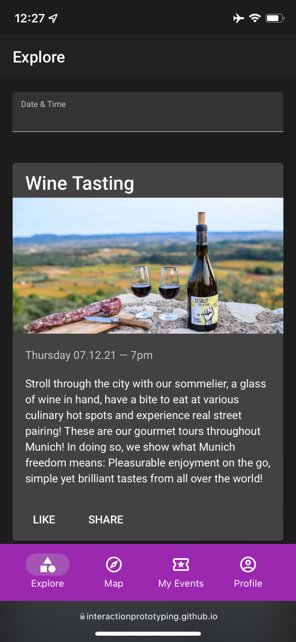 12:27
Explore
Date & Time
Wine Tasting
Thursday 07.12.21 — 7pm
Stroll through the city with our sommelier, a glass
of wine in hand, have a bite to eat at various
culinary hot spots and experience real street
pairing! These are our gourmet tours throughout
Munich! In doing so, we show what Munich
freedom means: Pleasurable enjoyment on the go,
simple yet brilliant tastes from all over the world!
LIKE SHARE
Explore Map My Events Profile
interactionprototyping.github.io